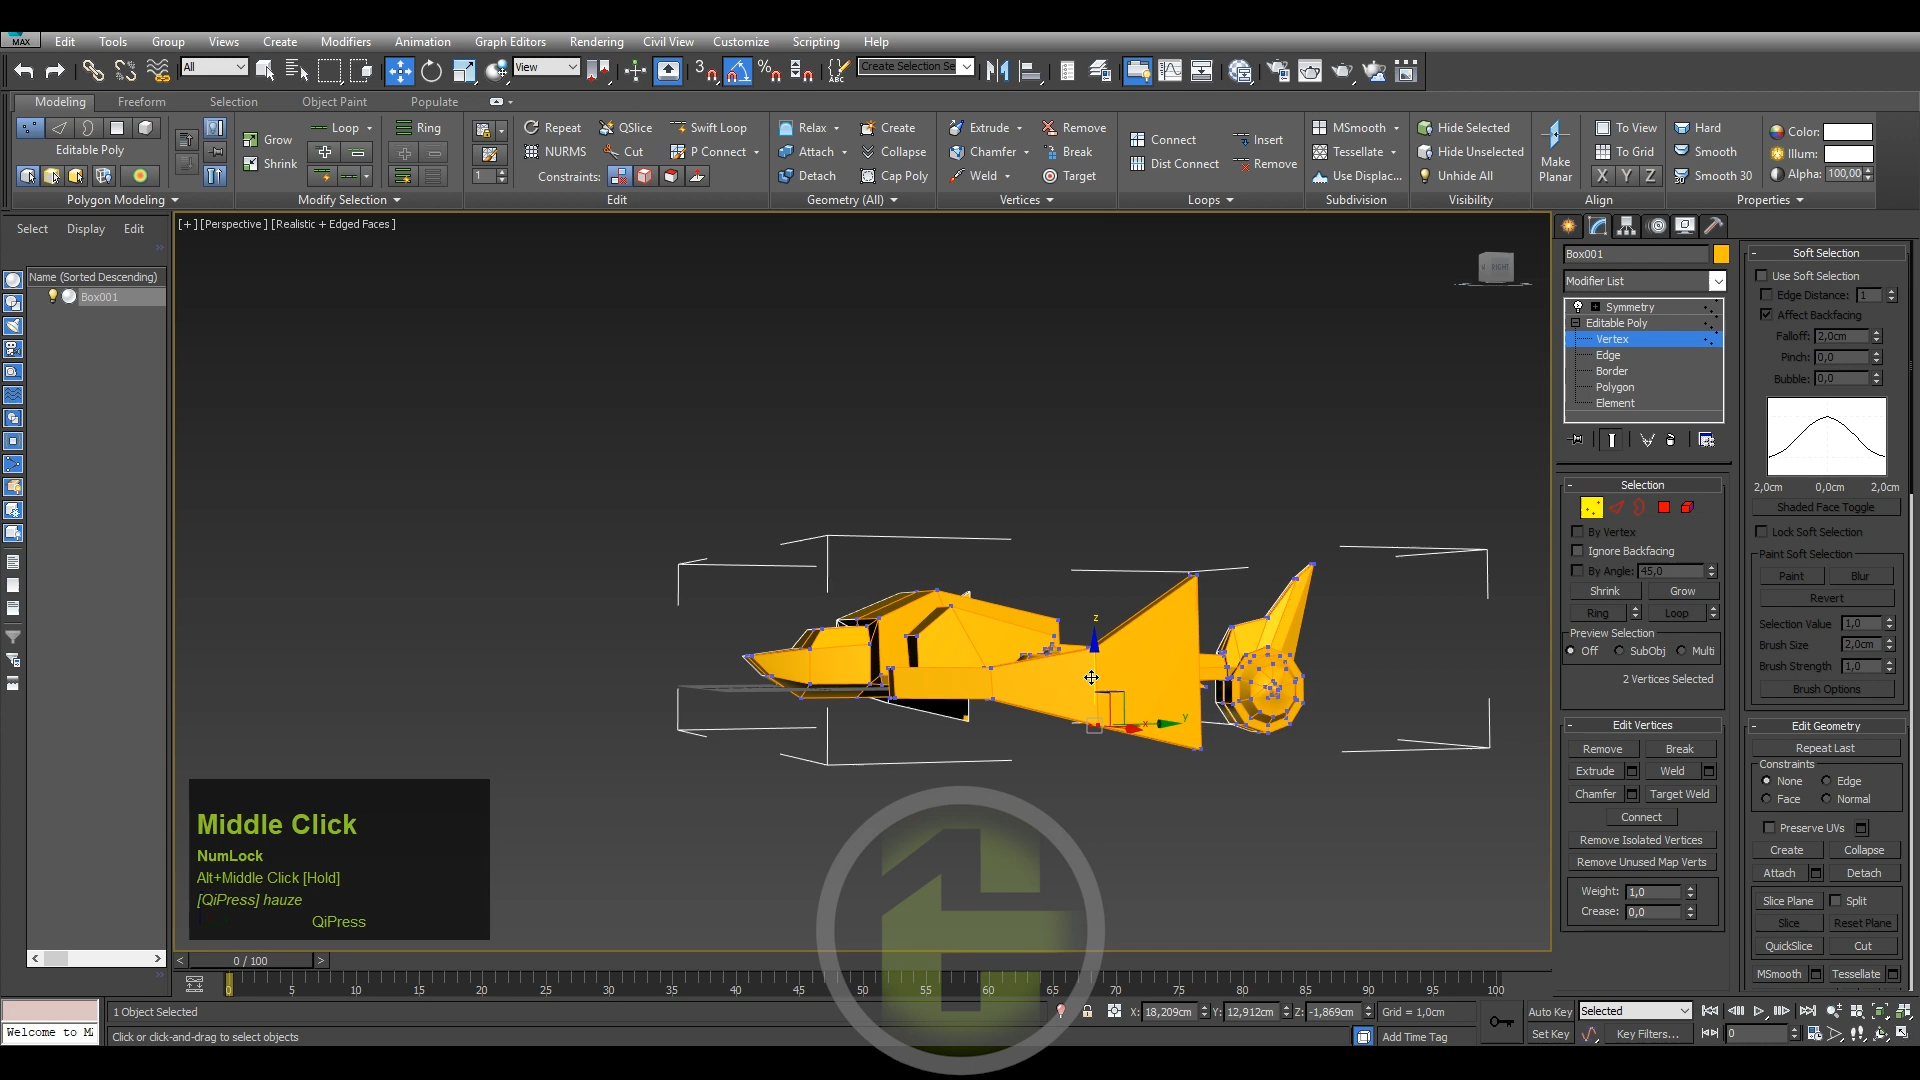 MAX Edit Tools Group Views Create Modifiers Animation Graph Editors Rendering Civil View Customize Scripting Help
All View 3 Create Selection Se
Modeling Freeform Selection Object Paint Populate
Editable Poly
Polygon Modeling
Grow
Shrink
Loop
Ring
Modify Selection
1
Repeat QSlice Swift Loop
NURMS Cut P Connect
Constraints:
Edit
Relax Create
Attach Collapse
Detach Cap Poly
Geometry (All)
Extrude Remove
Chamfer Break
Weld Target
Vertices
Connect Insert
Dist Connect Remove
Loops
MSmooth
Tessellate
Use Displac...
Subdivision
Hide Selected
Hide Unselected
Unhide All
Visibility
Make
Planar
To View
To Grid
X Y Z
Align
Hard
Smooth
Smooth 30
Color:
Illum:
Alpha: 100,00
Properties
Select Display Edit
Name (Sorted Descending)
Box001
[+] [Perspective ] [Realistic + Edged Faces ]
RIGHT
z
x
y
Middle Click
NumLock
Alt+Middle Click [Hold]
[QiPress] hauze
QiPress
Box001
Modifier List
Symmetry
Editable Poly
Vertex
Edge
Border
Polygon
Element
Selection
By Vertex
Ignore Backfacing
By Angle: 45,0
Shrink Grow
Ring Loop
Preview Selection
Off SubObj Multi
2 Vertices Selected
Edit Vertices
Remove Break
Extrude Weld
Chamfer Target Weld
Connect
Remove Isolated Vertices
Remove Unused Map Verts
Weight: 1,0
Crease: 0,0
Soft Selection
Use Soft Selection
Edge Distance: 1
Affect Backfacing
Falloff: 2,0cm
Pinch: 0,0
Bubble: 0,0
2,0cm 0,0cm 2,0cm
Shaded Face Toggle
Lock Soft Selection
Paint Soft Selection
Paint Blur
Revert
Selection Value 1,0
Brush Size 2,0cm
Brush Strength 1,0
Brush Options
Edit Geometry
Repeat Last
Constraints
None Edge
Face Normal
Preserve UVs
Create Collapse
Attach Detach
Slice Plane Split
Slice Reset Plane
QuickSlice Cut
MSmooth Tessellate
< 0 / 100 >
0 5 10 15 20 25 30 35 40 45 50 55 60 65 70 75 80 85 90 95 100
1 Object Selected X: 18,209cm Y: 12,912cm Z: -1,869cm Grid = 1,0cm Auto Key Selected
Welcome to Click or click-and-drag to select objects Add Time Tag Set Key Key Filters... 0